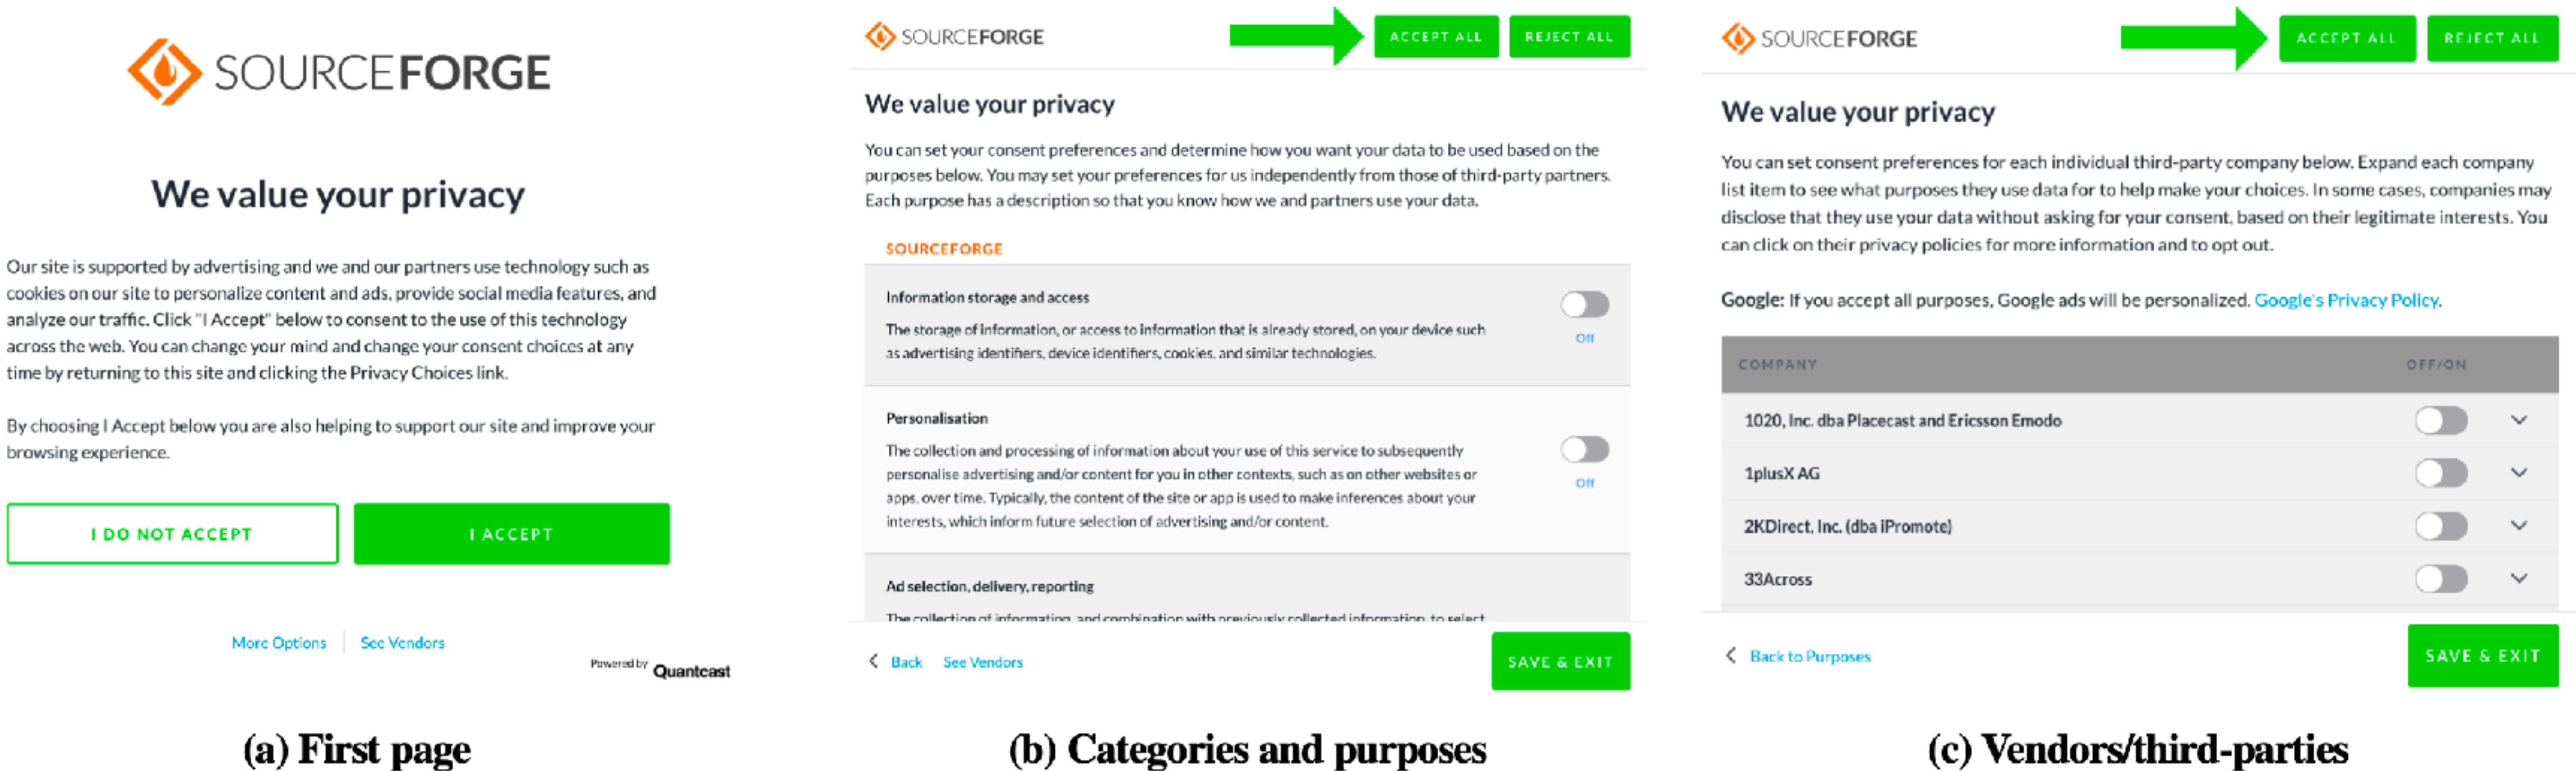 SOURCEFORGE
We value your privacy
Our site is supported by advertising and we and our partners use technology such as
cookies on our site to personalize content and ads, provide social media features, and
analyze our traffic. Click "I Accept" below to consent to the use of this technology
across the web. You can change your mind and change your consent choices at any
time by returning to this site and clicking the Privacy Choices link.
By choosing I Accept below you are also helping to support our site and improve your
browsing experience.
I DO NOT ACCEPT
I ACCEPT
More Options
See Vendors
Powered by Quantcast
(a) First page
SOURCEFORGE
ACCEPT ALL
REJECT ALL
We value your privacy
You can set your consent preferences and determine how you want your data to be used based on the
purposes below. You may set your preferences for us independently from those of third-party partners.
Each purpose has a description so that you know how we and partners use your data.
SOURCEFORGE
Information storage and access
The storage of information, or access to information that is already stored, on your device such
as advertising identifiers, device identifiers, cookies, and similar technologies.
Off
Personalisation
The collection and processing of information about your use of this service to subsequently
personalise advertising and/or content for you in other contexts, such as on other websites or
apps, over time. Typically, the content of the site or app is used to make inferences about your
interests, which inform future selection of advertising and/or content.
Off
Ad selection, delivery, reporting
The collection of information, and combination with previously collected information, to select
Back
See Vendors
SAVE & EXIT
(b) Categories and purposes
SOURCEFORGE
ACCEPT ALL
REJECT ALL
We value your privacy
You can set consent preferences for each individual third-party company below. Expand each company
list item to see what purposes they use data for to help make your choices. In some cases, companies may
disclose that they use your data without asking for your consent, based on their legitimate interests. You
can click on their privacy policies for more information and to opt out.
Google: If you accept all purposes, Google ads will be personalized. Google's Privacy Policy.
COMPANY
OFF/ON
1020, Inc. dba Placecast and Ericsson Emodo
1plusX AG
2KDirect, Inc. (dba iPromote)
33Across
Back to Purposes
SAVE & EXIT
(c) Vendors/third-parties